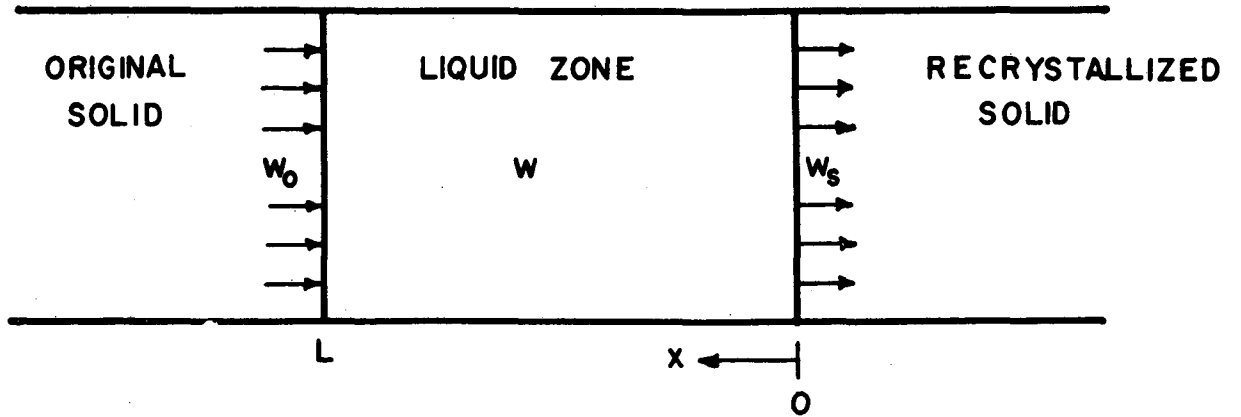 ORIGINAL
SOLID
LIQUID ZONE
RECRYSTALLIZED
SOLID
W₀
W
Wₛ
L
X
0